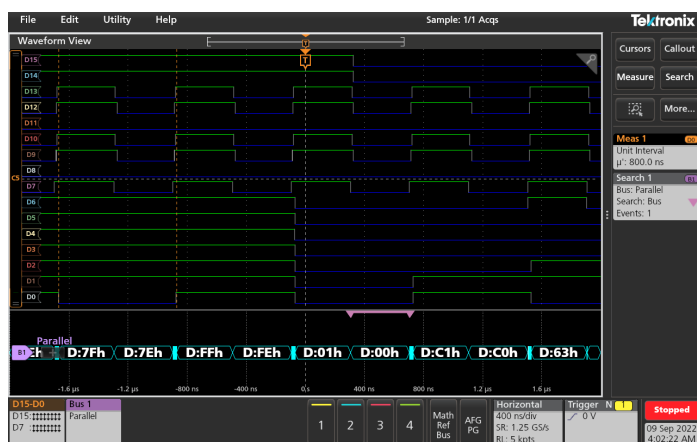 File Edit Utility Help Sample: 1/1 Acqs Tektronix
Waveform View
Cursors Callout
Measure Search
More...
Meas 1 D0
Unit Interval
µ': 800.0 ns
Search 1 B1
Bus: Parallel
Search: Bus
Events: 1
D15
D14
D13
D12
D11
D10
D9
D8
C5
D7
D6
D5
D4
D3
D2
D1
D0
T
Parallel
B1 Eh D:7Fh D:7Eh D:FFh D:FEh D:01h D:00h D:C1h D:C0h D:63h
-1.6 µs -1.2 µs -800 ns -400 ns 0 s 400 ns 800 ns 1.2 µs 1.6 µs
D15-D0
D15:
D7 :
Bus 1
Parallel
1 2 3 4
Math
Ref
Bus
AFG
PG
Horizontal
400 ns/div
SR: 1.25 GS/s
RL: 5 kpts
Trigger N 1
0 V
Stopped
09 Sep 2022
4:02:22 AM